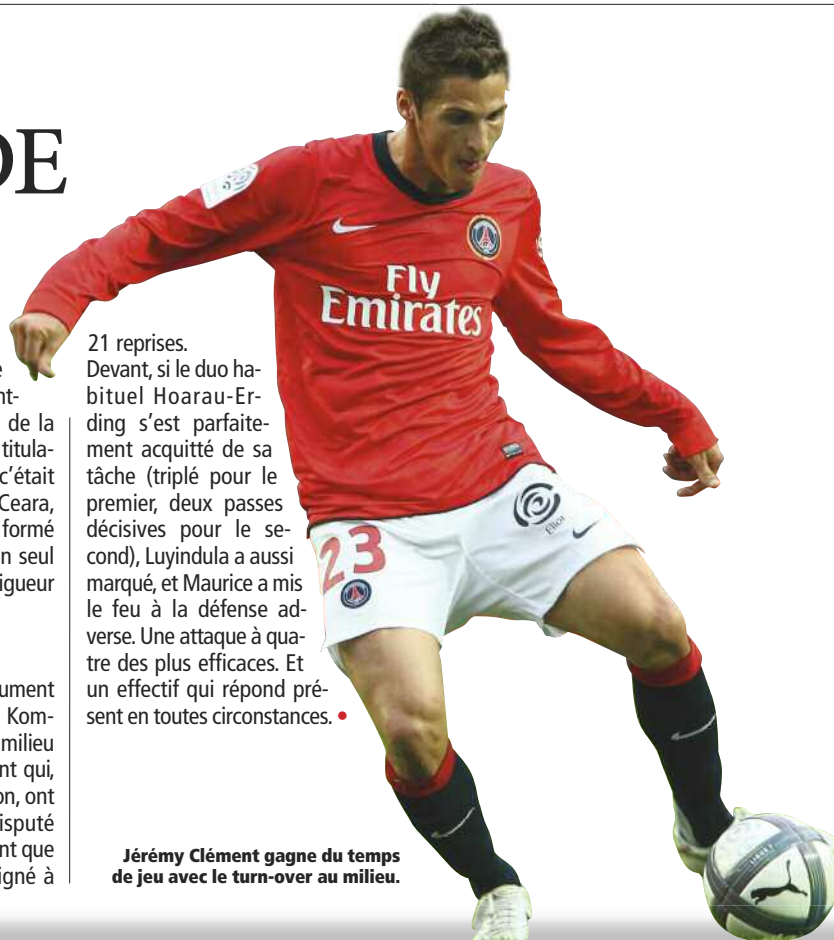 DE
e
nt-
de la
titula-
c'était
Ceara,
formé
n seul
igueur
ument
Kom-
milieu
nt qui,
on, ont
isputé
nt que
igné à
21 reprises.
Devant, si le duo ha-
bituel Hoarau-Er-
ding s'est parfaite-
ment acquitté de sa
tâche (triplé pour le
premier, deux passes
décisives pour le se-
cond), Luyindula a aussi
marqué, et Maurice a mis
le feu à la défense ad-
verse. Une attaque à qua-
tre des plus efficaces. Et
un effectif qui répond pré-
sent en toutes circonstances. •
Fly
Emirates
23
Jérémy Clément gagne du temps
de jeu avec le turn-over au milieu.